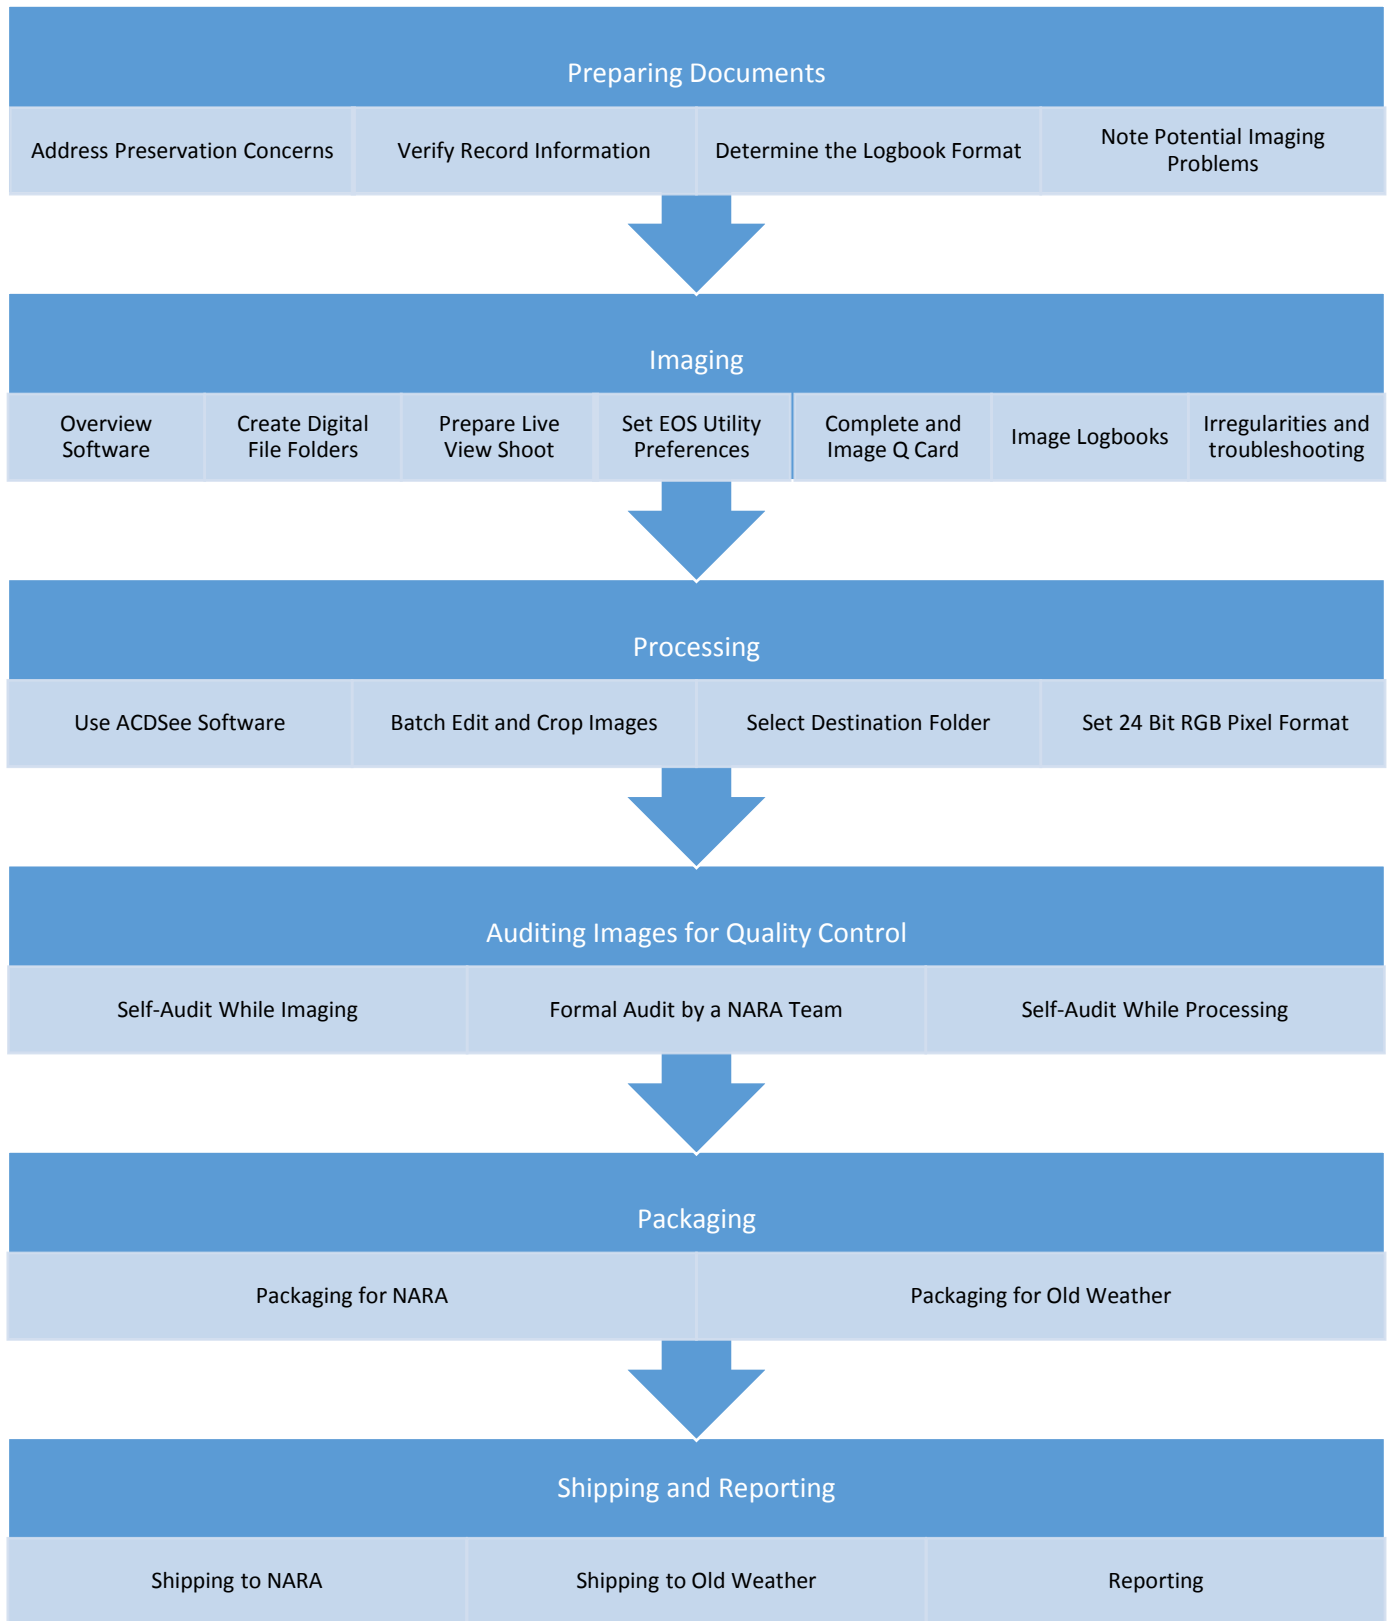 Preparing Documents
Address Preservation Concerns
Verify Record Information
Determine the Logbook Format
Note Potential Imaging
Problems
Imaging
Overview
Software
Create Digital
File Folders
Prepare Live
View Shoot
Set EOS Utility
Preferences
Complete and
Image Q Card
Image Logbooks
Irregularities and
troubleshooting
Processing
Use ACDSee Software
Batch Edit and Crop Images
Select Destination Folder
Set 24 Bit RGB Pixel Format
Auditing Images for Quality Control
Self-Audit While Imaging
Formal Audit by a NARA Team
Self-Audit While Processing
Packaging
Packaging for NARA
Packaging for Old Weather
Shipping and Reporting
Shipping to NARA
Shipping to Old Weather
Reporting